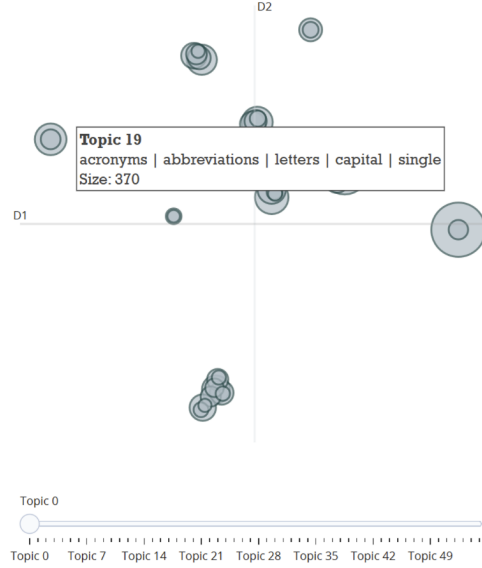 D2
Topic 19
acronyms | abbreviations | letters | capital | single
Size: 370
D1
Topic 0
Topic 0 Topic 7 Topic 14 Topic 21 Topic 28 Topic 35 Topic 42 Topic 49